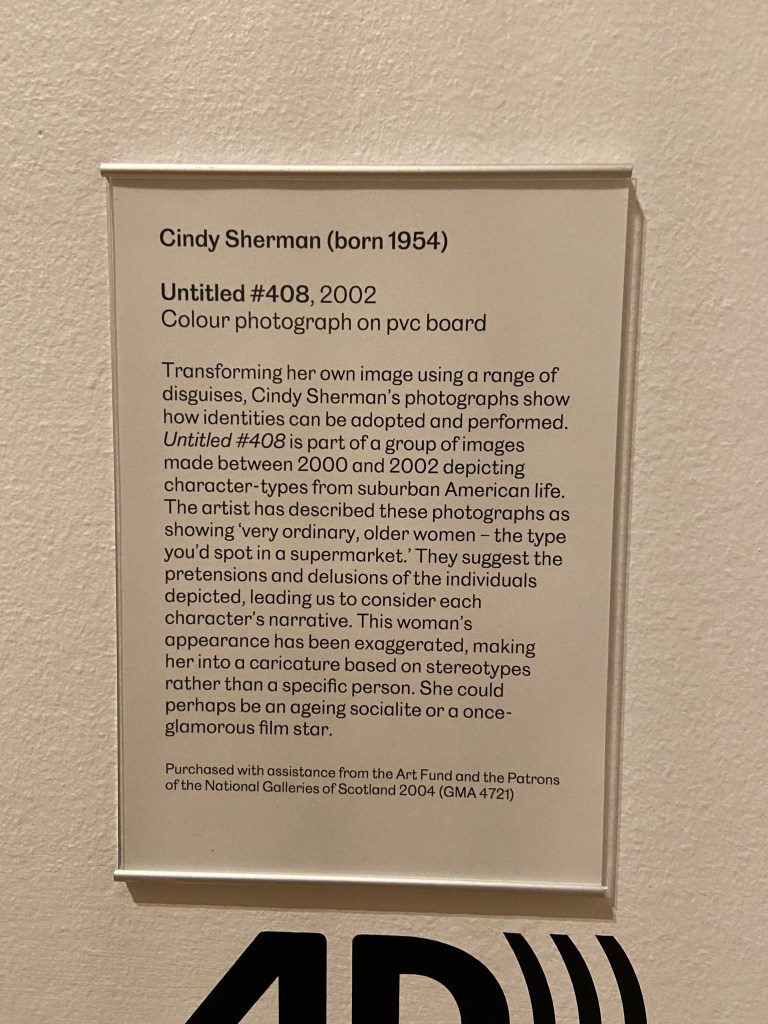 Cindy Sherman (born 1954)
Untitled #408, 2002
Colour photograph on pvc board
Transforming her own image using a range of
disguises, Cindy Sherman's photographs show
how identities can be adopted and performed.
Untitled #408 is part of a group of images
made between 2000 and 2002 depicting
character-types from suburban American life.
The artist has described these photographs as
showing ‘very ordinary, older women – the type
you'd spot in a supermarket.’ They suggest the
pretensions and delusions of the individuals
depicted, leading us to consider each
character's narrative. This woman's
appearance has been exaggerated, making
her into a caricature based on stereotypes
rather than a specific person. She could
perhaps be an ageing socialite or a once-
glamorous film star.
Purchased with assistance from the Art Fund and the Patrons
of the National Galleries of Scotland 2004 (GMA 4721)
AD)))